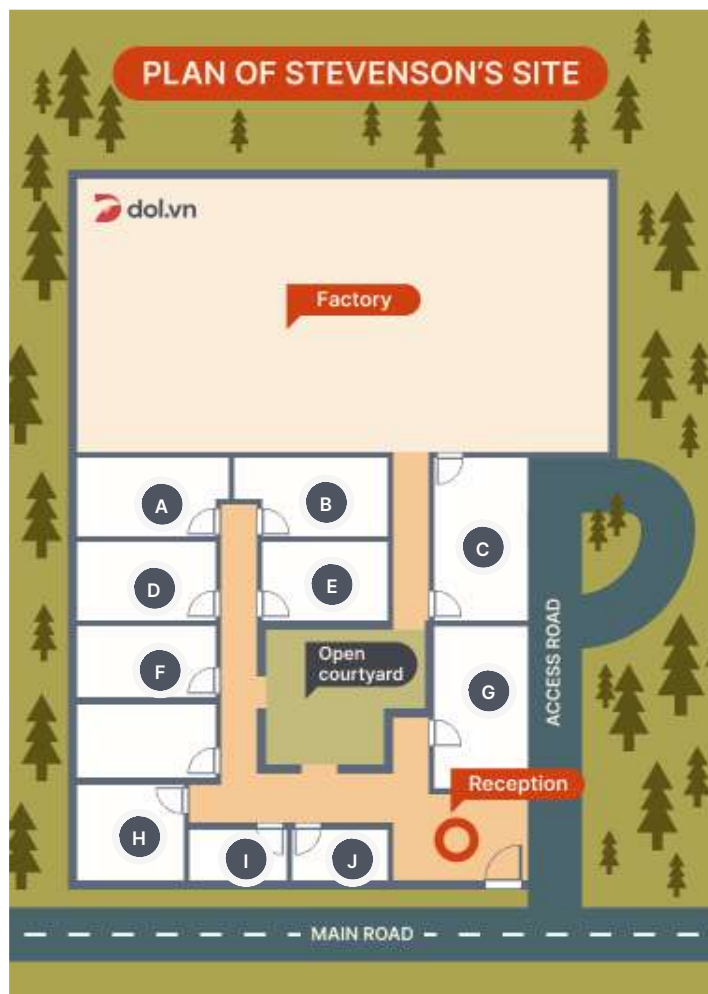 PLAN OF STEVENSON'S SITE
dol.vn
Factory
A
B
C
D
E
Open
courtyard
F
G
ACCESS ROAD
Reception
H
I
J
MAIN ROAD